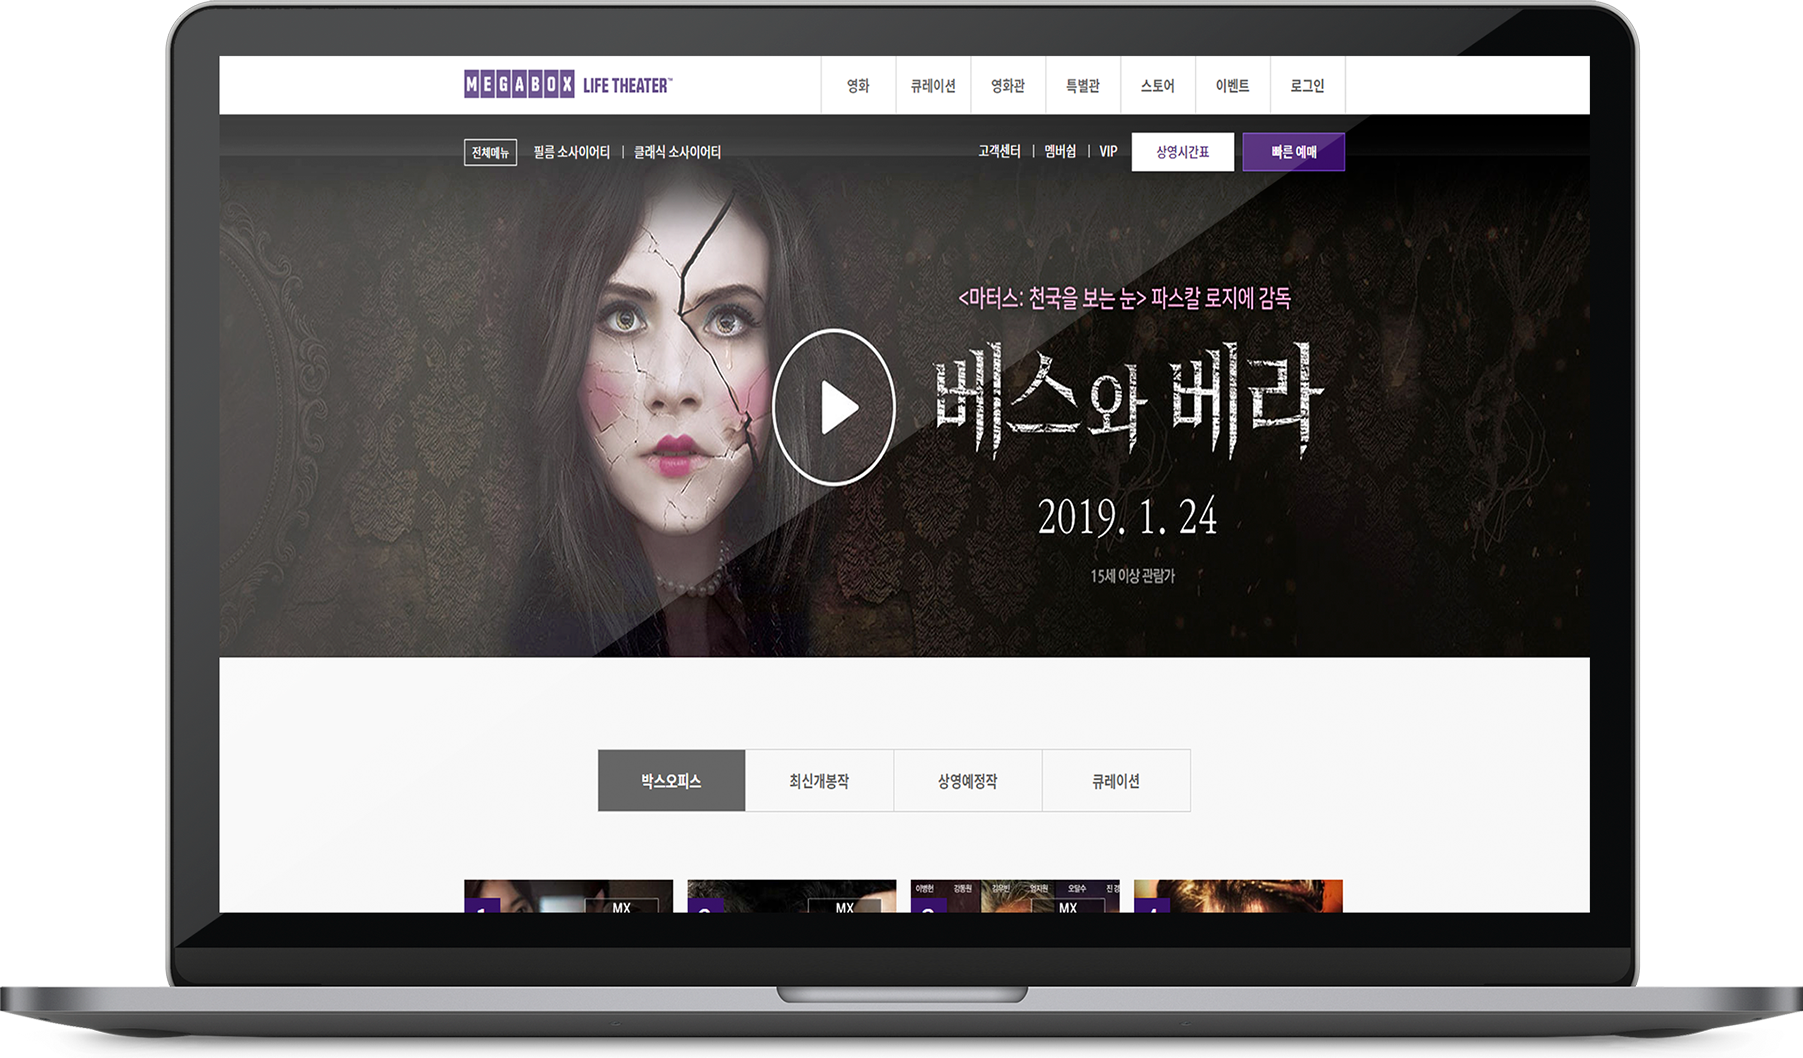 MEGABOX LIFE THEATER™
영화 큐레이션 영화관 특별관 스토어 이벤트 로그인
전체메뉴 필름 소사이어티 | 클래식 소사이어티
고객센터 | 멤버쉽 | VIP 상영시간표 빠른 예매
<마터스: 천국을 보는 눈> 파스칼 로지에 감독
베스와 베라
2019. 1. 24
15세 이상 관람가
박스오피스 최신개봉작 상영예정작 큐레이션
이병헌 강동원 김우빈 엄지원 오달수 진경
MX MX MX